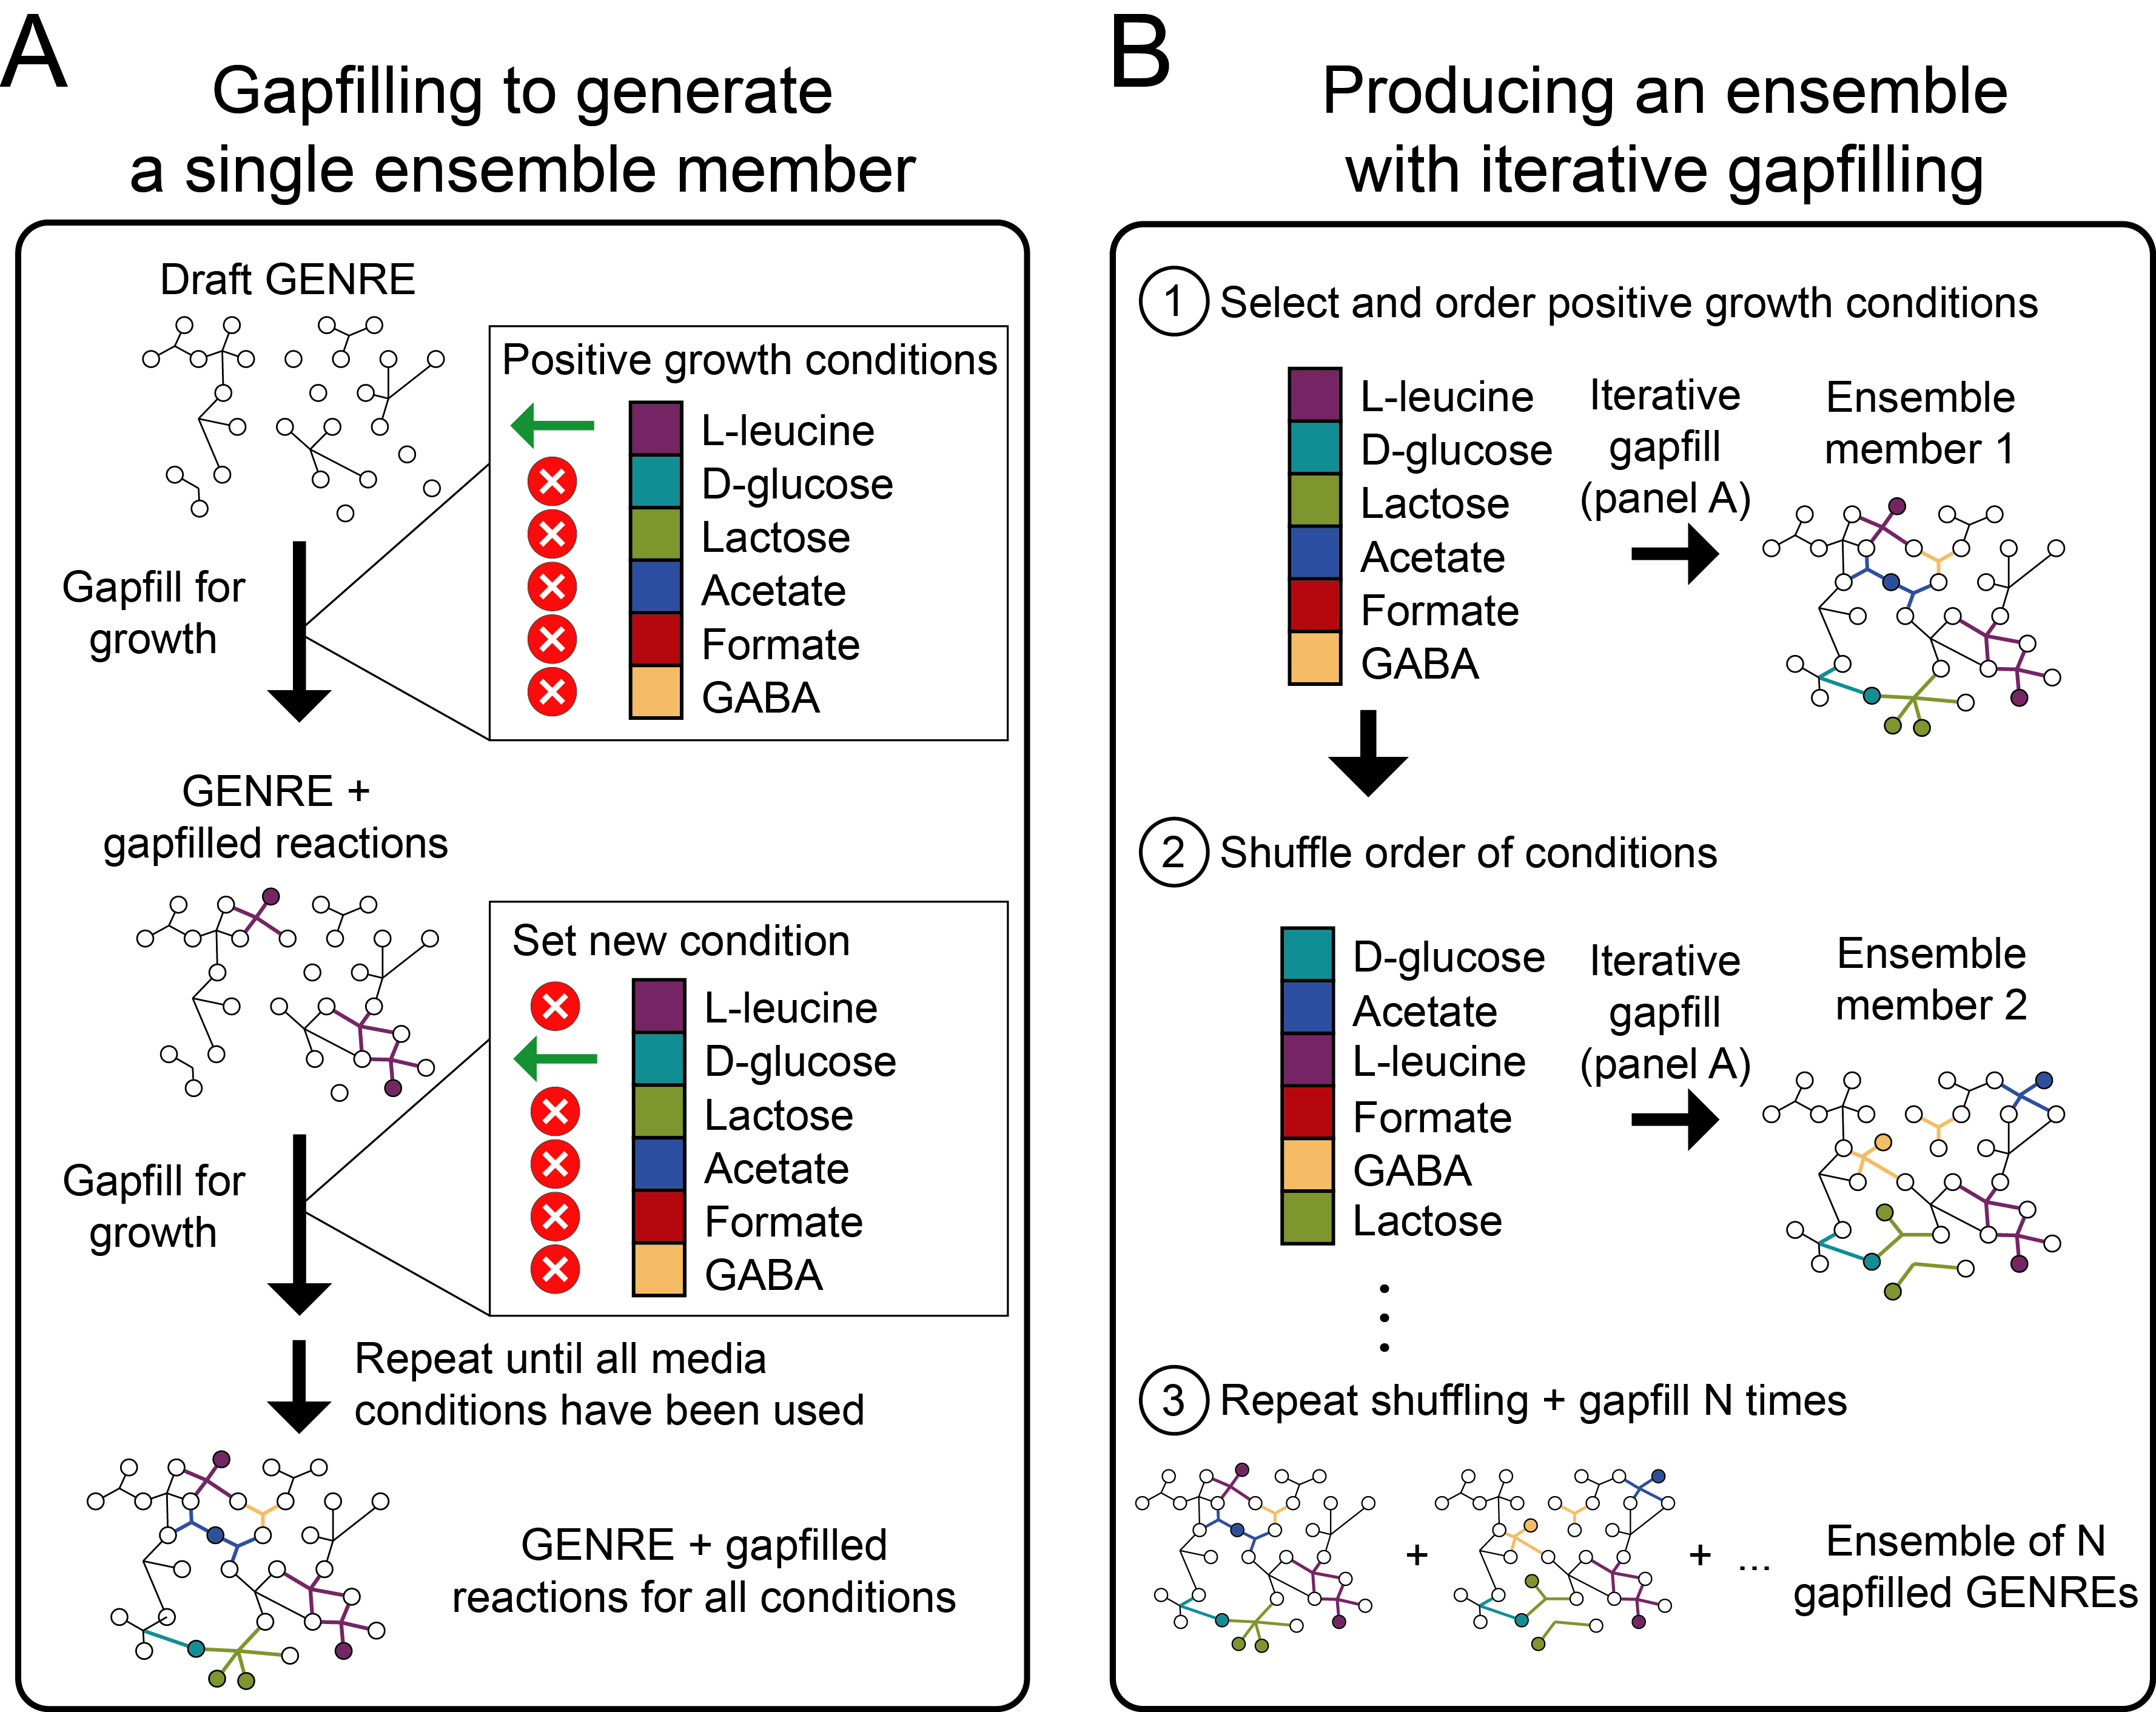 A
Gapfilling to generate
a single ensemble member
Draft GENRE
Positive growth conditions
L-leucine
D-glucose
Lactose
Acetate
Formate
GABA
Gapfill for
growth
GENRE +
gapfilled reactions
Set new condition
L-leucine
D-glucose
Lactose
Acetate
Formate
GABA
Gapfill for
growth
Repeat until all media
conditions have been used
GENRE + gapfilled
reactions for all conditions
B
Producing an ensemble
with iterative gapfilling
1 Select and order positive growth conditions
L-leucine
D-glucose
Lactose
Acetate
Formate
GABA
Iterative
gapfill
(panel A)
Ensemble
member 1
2 Shuffle order of conditions
D-glucose
Acetate
L-leucine
Formate
GABA
Lactose
Iterative
gapfill
(panel A)
Ensemble
member 2
3 Repeat shuffling + gapfill N times
+ + ...
Ensemble of N
gapfilled GENREs